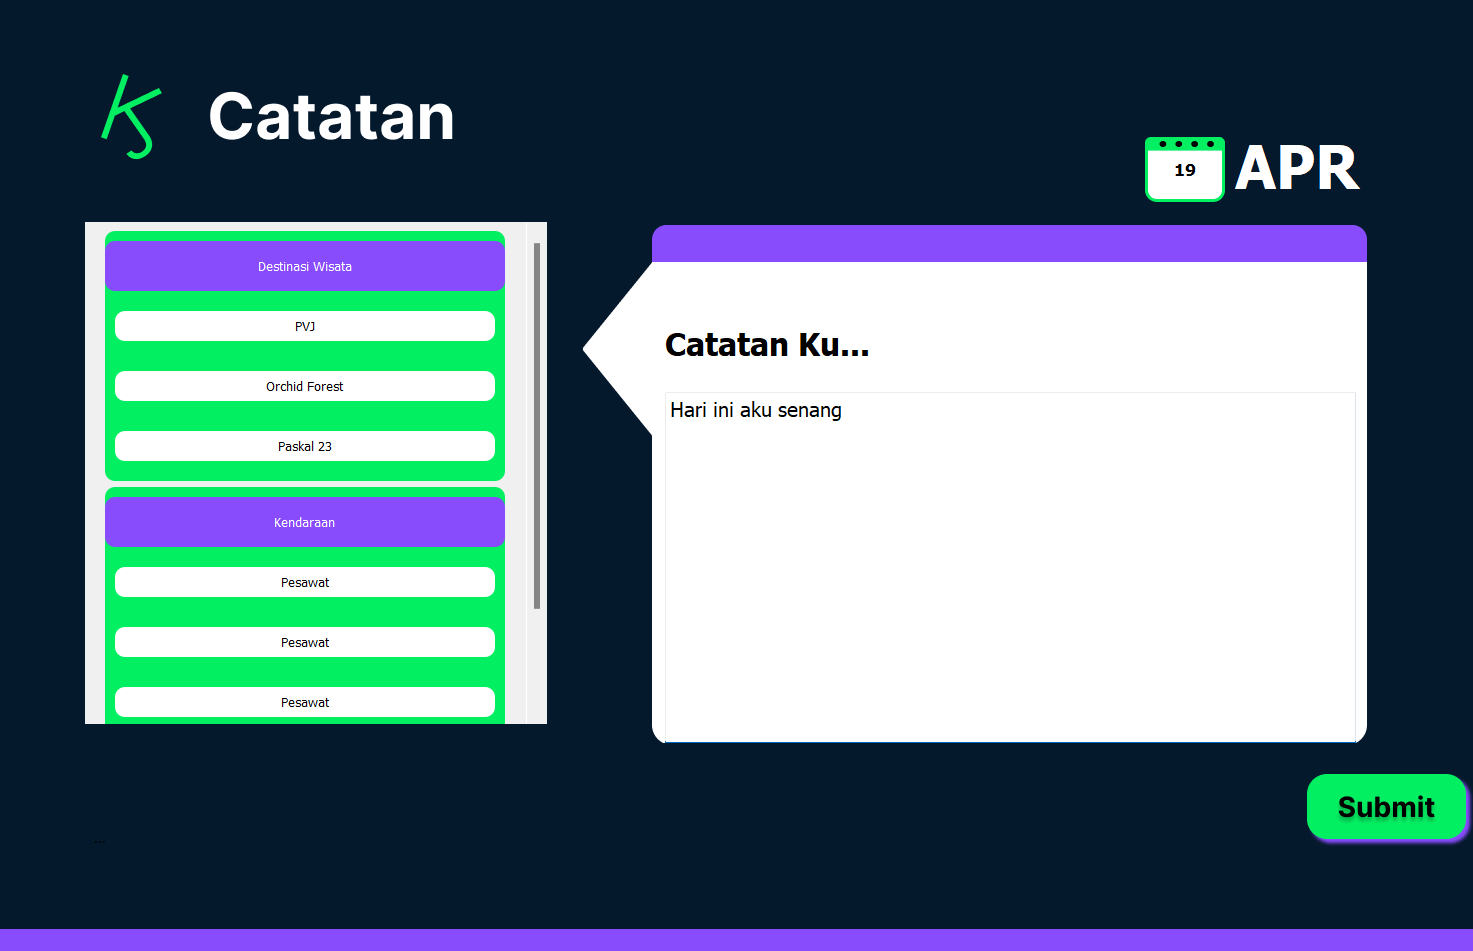 Catatan
19
APR
Destinasi Wisata
PVJ
Orchid Forest
Paskal 23
Kendaraan
Pesawat
Pesawat
Pesawat
Catatan Ku...
Hari ini aku senang
Submit
...